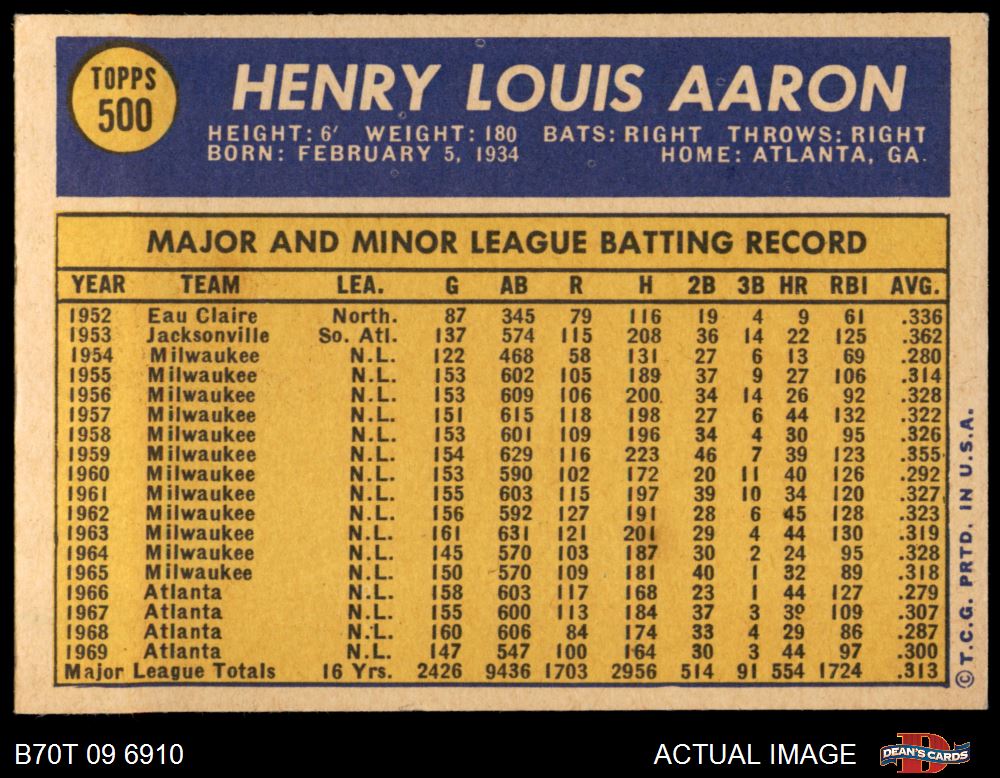 TOPPS
500
HENRY LOUIS AARON
HEIGHT: 6' WEIGHT: 180 BATS: RIGHT THROWS: RIGHT
BORN: FEBRUARY 5, 1934 HOME: ATLANTA, GA.
MAJOR AND MINOR LEAGUE BATTING RECORD
YEAR TEAM LEA. G AB R H 2B 3B HR RBI AVG.
1952 Eau Claire North. 87 345 79 116 19 4 9 61 .336
1953 Jacksonville So. Atl. 137 574 115 208 36 14 22 125 .362
1954 Milwaukee N.L. 122 468 58 131 27 6 13 69 .280
1955 Milwaukee N.L. 153 602 105 189 37 9 27 106 .314
1956 Milwaukee N.L. 153 609 106 200 34 14 26 92 .328
1957 Milwaukee N.L. 151 615 118 198 27 6 44 132 .322
1958 Milwaukee N.L. 153 601 109 196 34 4 30 95 .326
1959 Milwaukee N.L. 154 629 116 223 46 7 39 123 .355
1960 Milwaukee N.L. 153 590 102 172 20 11 40 126 .292
1961 Milwaukee N.L. 155 603 115 197 39 10 34 120 .327
1962 Milwaukee N.L. 156 592 127 191 28 6 45 128 .323
1963 Milwaukee N.L. 161 631 121 201 29 4 44 130 .319
1964 Milwaukee N.L. 145 570 103 187 30 2 24 95 .328
1965 Milwaukee N.L. 150 570 109 181 40 1 32 89 .318
1966 Atlanta N.L. 158 603 117 168 23 1 44 127 .279
1967 Atlanta N.L. 155 600 113 184 37 3 39 109 .307
1968 Atlanta N.L. 160 606 84 174 33 4 29 86 .287
1969 Atlanta N.L. 147 547 100 164 30 3 44 97 .300
Major League Totals 16 Yrs. 2426 9436 1703 2956 514 91 554 1724 .313
© T.C.G. PRTD. IN U.S.A.
B70T 09 6910 ACTUAL IMAGE DEAN'S CARDS